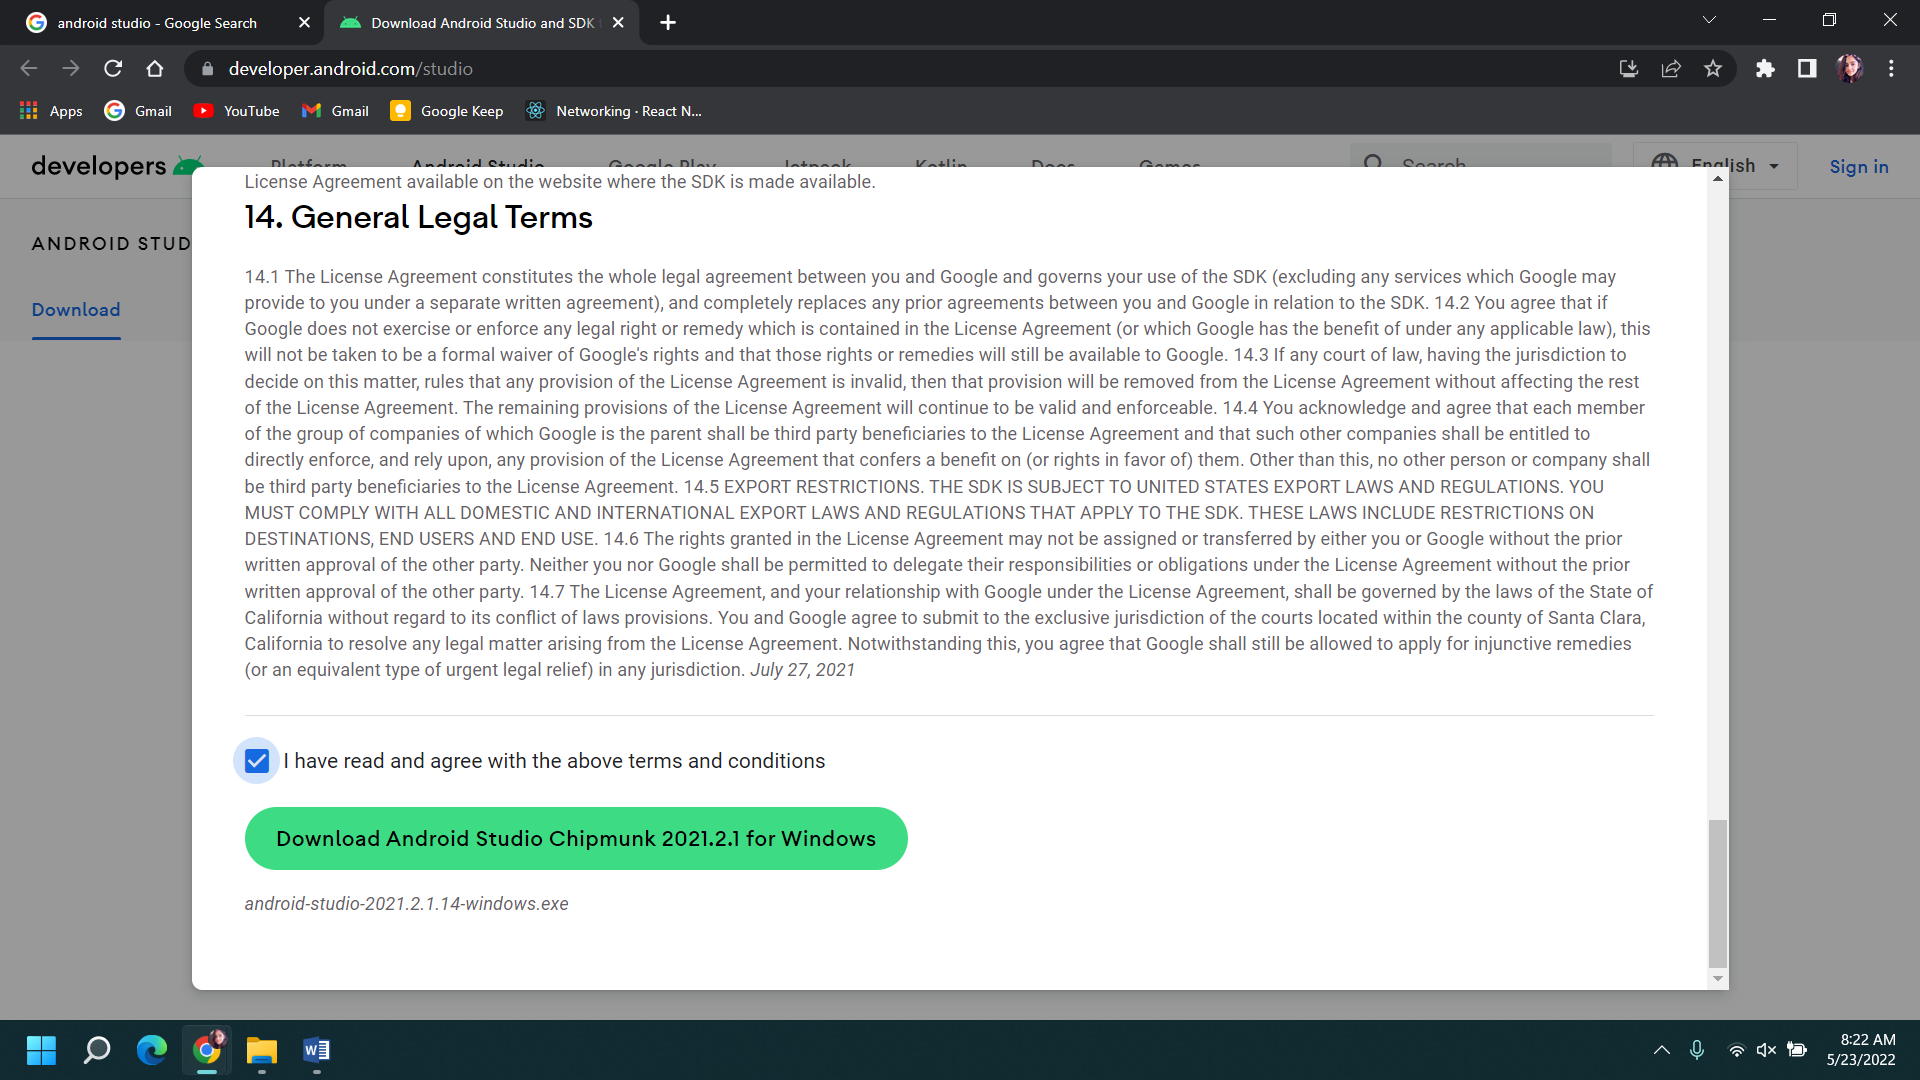 android studio - Google Search
Download Android Studio and SDK
developer.android.com/studio
Apps
Gmail
YouTube
Gmail
Google Keep
Networking · React N...
developers
Platform
Android Studio
Google Play
Jetpack
Kotlin
Docs
Games
Search
English
Sign in
ANDROID STUD
Download
License Agreement available on the website where the SDK is made available.
14. General Legal Terms
14.1 The License Agreement constitutes the whole legal agreement between you and Google and governs your use of the SDK (excluding any services which Google may
provide to you under a separate written agreement), and completely replaces any prior agreements between you and Google in relation to the SDK. 14.2 You agree that if
Google does not exercise or enforce any legal right or remedy which is contained in the License Agreement (or which Google has the benefit of under any applicable law), this
will not be taken to be a formal waiver of Google's rights and that those rights or remedies will still be available to Google. 14.3 If any court of law, having the jurisdiction to
decide on this matter, rules that any provision of the License Agreement is invalid, then that provision will be removed from the License Agreement without affecting the rest
of the License Agreement. The remaining provisions of the License Agreement will continue to be valid and enforceable. 14.4 You acknowledge and agree that each member
of the group of companies of which Google is the parent shall be third party beneficiaries to the License Agreement and that such other companies shall be entitled to
directly enforce, and rely upon, any provision of the License Agreement that confers a benefit on (or rights in favor of) them. Other than this, no other person or company shall
be third party beneficiaries to the License Agreement. 14.5 EXPORT RESTRICTIONS. THE SDK IS SUBJECT TO UNITED STATES EXPORT LAWS AND REGULATIONS. YOU
MUST COMPLY WITH ALL DOMESTIC AND INTERNATIONAL EXPORT LAWS AND REGULATIONS THAT APPLY TO THE SDK. THESE LAWS INCLUDE RESTRICTIONS ON
DESTINATIONS, END USERS AND END USE. 14.6 The rights granted in the License Agreement may not be assigned or transferred by either you or Google without the prior
written approval of the other party. Neither you nor Google shall be permitted to delegate their responsibilities or obligations under the License Agreement without the prior
written approval of the other party. 14.7 The License Agreement, and your relationship with Google under the License Agreement, shall be governed by the laws of the State of
California without regard to its conflict of laws provisions. You and Google agree to submit to the exclusive jurisdiction of the courts located within the county of Santa Clara,
California to resolve any legal matter arising from the License Agreement. Notwithstanding this, you agree that Google shall still be allowed to apply for injunctive remedies
(or an equivalent type of urgent legal relief) in any jurisdiction. July 27, 2021
I have read and agree with the above terms and conditions
Download Android Studio Chipmunk 2021.2.1 for Windows
android-studio-2021.2.1.14-windows.exe
8:22 AM
5/23/2022